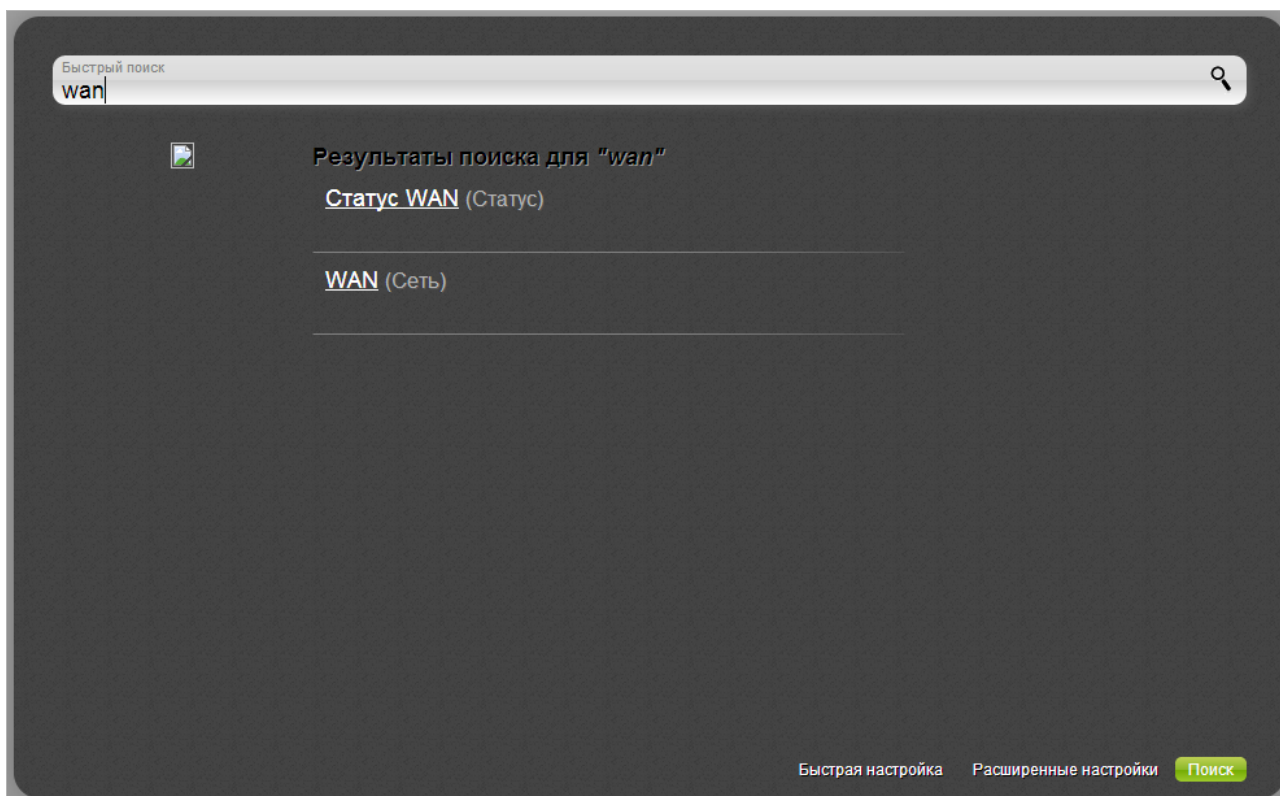 Быстрый поиск
wan
Результаты поиска для "wan"
Статус WAN (Статус)
WAN (Сеть)
Быстрая настройка Расширенные настройки Поиск